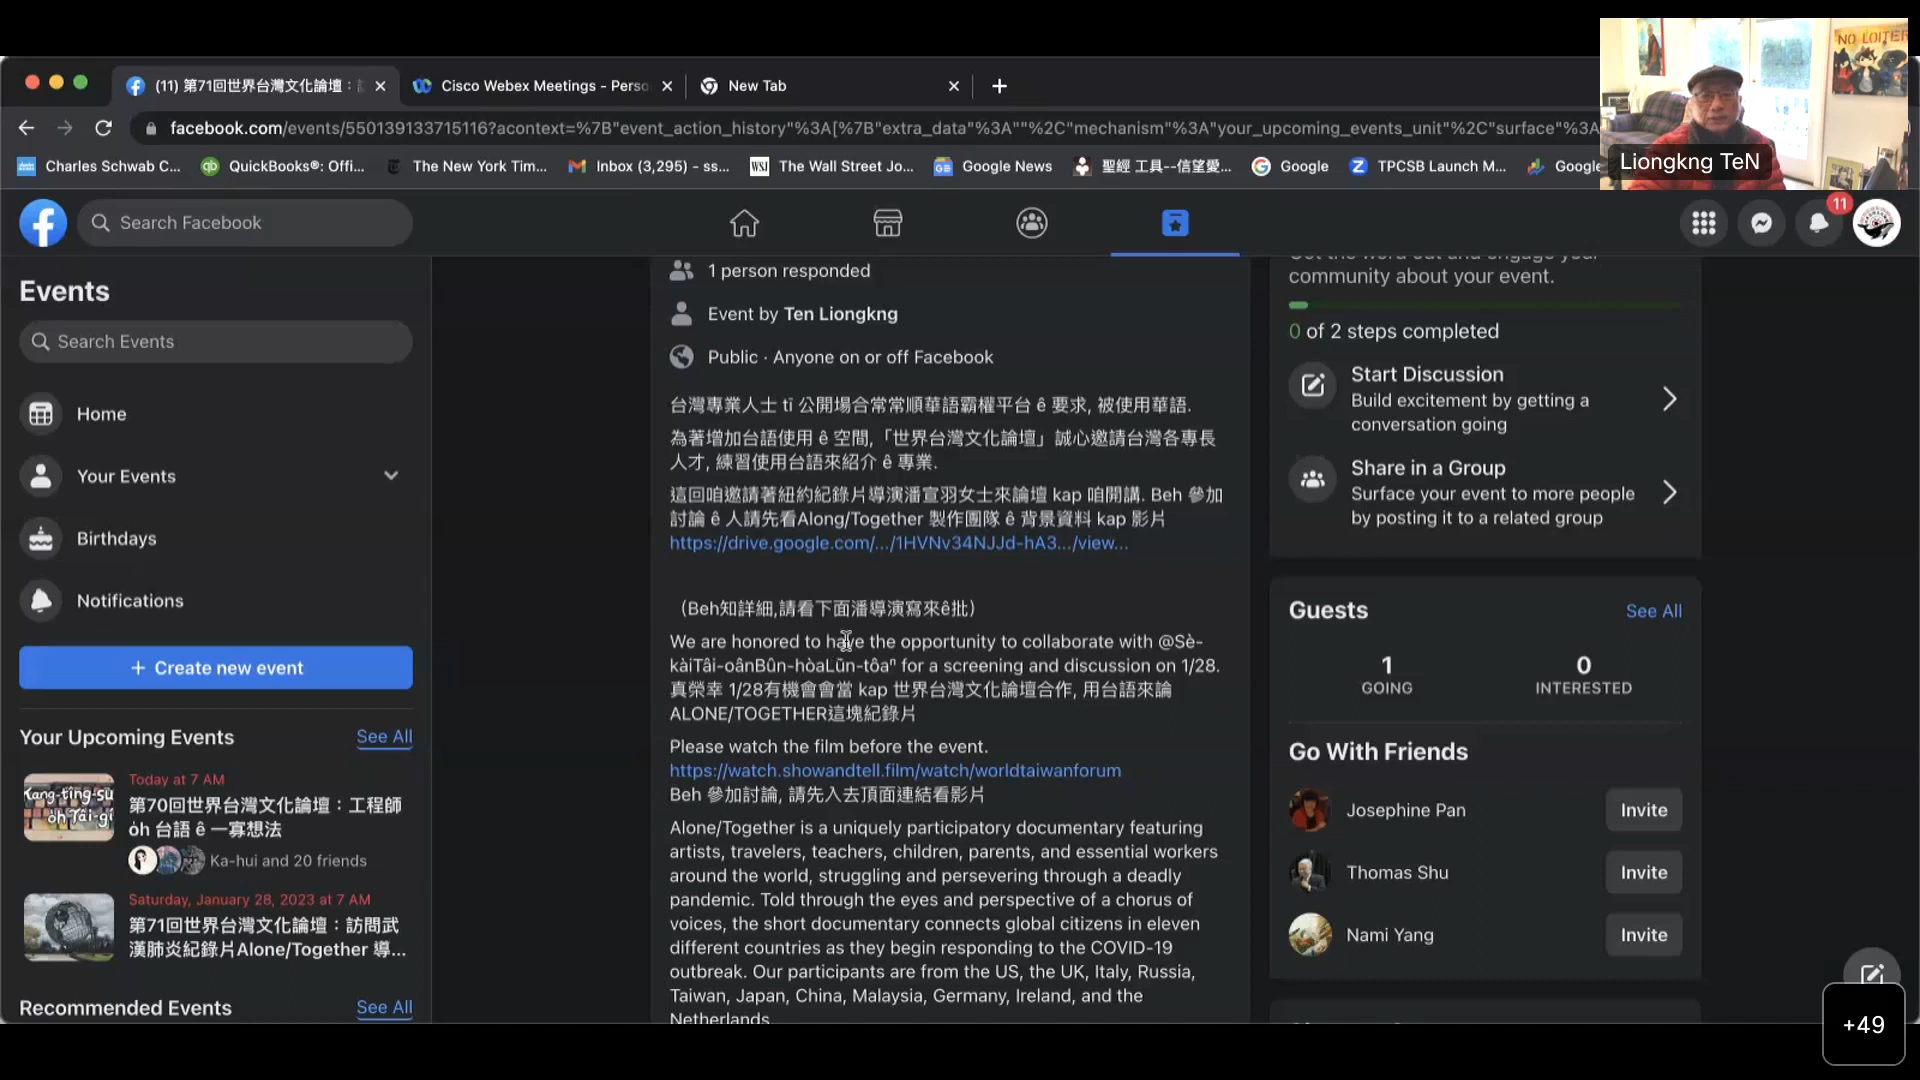 (11) 第71回世界台灣文化論壇：
Cisco Webex Meetings - Perso
New Tab
facebook.com/events/550139133715116?acontext=%7B"event_action_history"%3A[%7B"extra_data"%3A""%2C"mechanism"%3A"your_upcoming_events_unit"%2C"surface"%3A
Charles Schwab C...
QuickBooks®: Offi...
The New York Tim...
Inbox (3,295) - ss...
WSJ
The Wall Street Jo...
Google News
聖經 工具--信望愛...
Google
TPCSB Launch M...
Google
NO LOITER
Liongkng TeN
Search Facebook
11
Events
Search Events
Home
Your Events
Birthdays
Notifications
+ Create new event
Your Upcoming Events
See All
Kang-têng-su
o̍h Tâi-gí
Today at 7 AM
第70回世界台灣文化論壇：工程師
o̍h 台語 ê 一寡想法
Ka-hui and 20 friends
Saturday, January 28, 2023 at 7 AM
第71回世界台灣文化論壇：訪問武
漢肺炎紀錄片Alone/Together 導...
Recommended Events
See All
1 person responded
Event by Ten Liongkng
Public · Anyone on or off Facebook
台灣專業人士 tī 公開場合常常順華語霸權平台 ê 要求, 被使用華語.
為著增加台語使用 ê 空間,「世界台灣文化論壇」誠心邀請台灣各專長
人才, 練習使用台語來紹介 ê 專業.
這回咱邀請著紐約紀錄片導演潘宣羽女士來論壇 kap 咱開講. Beh 參加
討論 ê 人請先看Along/Together 製作團隊 ê 背景資料 kap 影片
https://drive.google.com/.../1HVNv34NJJd-hA3.../view...
（Beh知詳細,請看下面潘導演寫來ê批）
We are honored to have the opportunity to collaborate with @Sè-
kàiTâi-oânBûn-hòaLūn-tôaⁿ for a screening and discussion on 1/28.
真榮幸 1/28有機會會當 kap 世界台灣文化論壇合作, 用台語來論
ALONE/TOGETHER這塊紀錄片
Please watch the film before the event.
https://watch.showandtell.film/watch/worldtaiwanforum
Beh 參加討論, 請先入去頂面連結看影片
Alone/Together is a uniquely participatory documentary featuring
artists, travelers, teachers, children, parents, and essential workers
around the world, struggling and persevering through a deadly
pandemic. Told through the eyes and perspective of a chorus of
voices, the short documentary connects global citizens in eleven
different countries as they begin responding to the COVID-19
outbreak. Our participants are from the US, the UK, Italy, Russia,
Taiwan, Japan, China, Malaysia, Germany, Ireland, and the
Netherlands
community about your event.
0 of 2 steps completed
Start Discussion
Build excitement by getting a
conversation going
Share in a Group
Surface your event to more people
by posting it to a related group
Guests
See All
1
GOING
0
INTERESTED
Go With Friends
Josephine Pan
Invite
Thomas Shu
Invite
Nami Yang
Invite
+49